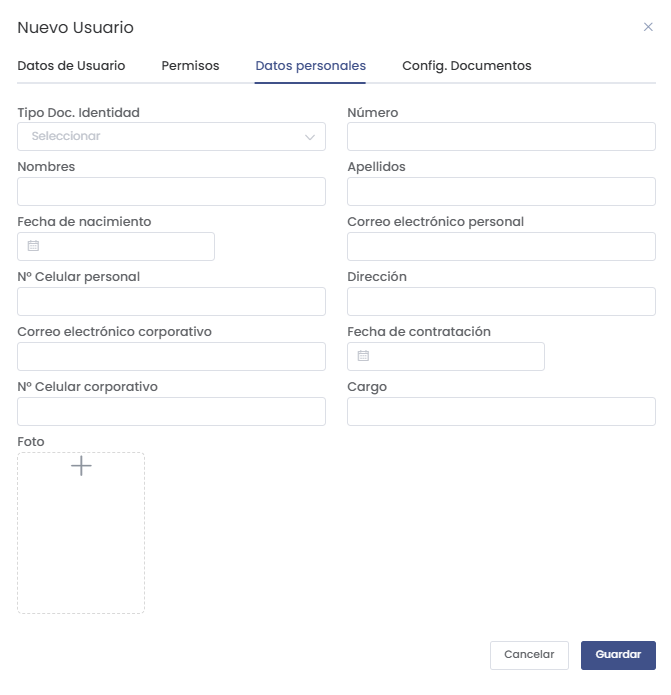 Nuevo Usuario
Datos de Usuario Permisos Datos personales Config. Documentos
Tipo Doc. Identidad Número
Seleccionar
Nombres Apellidos
Fecha de nacimiento Correo electrónico personal
Nº Celular personal Dirección
Correo electrónico corporativo Fecha de contratación
Nº Celular corporativo Cargo
Foto
Cancelar Guardar